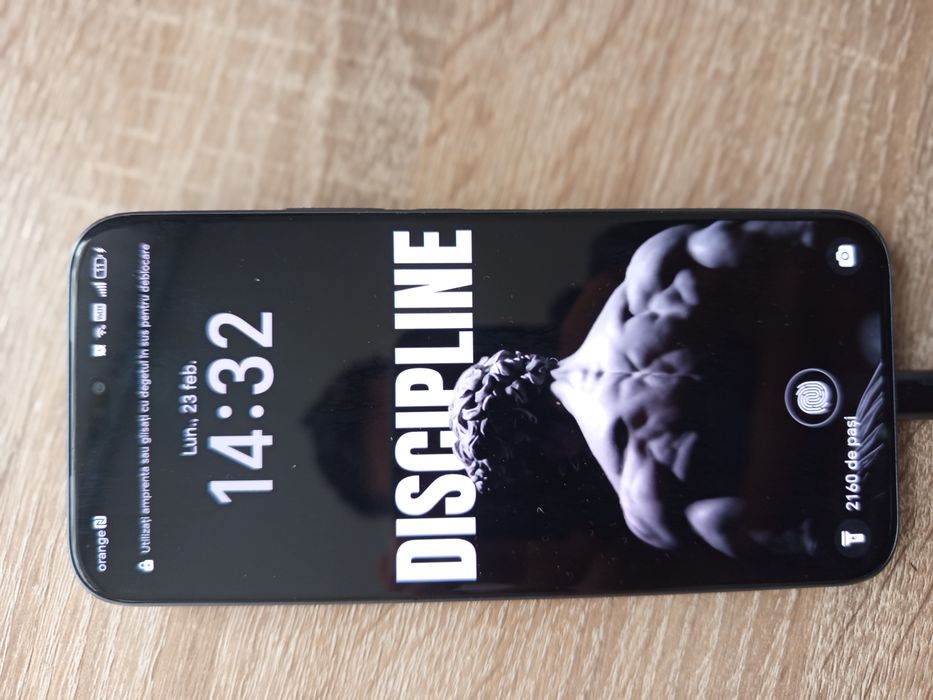 orange
Utilizați amprenta sau glisați cu degetul în sus pentru deblocare
Lun., 23 feb.
14:32
DISCIPLINE
2160 de pași